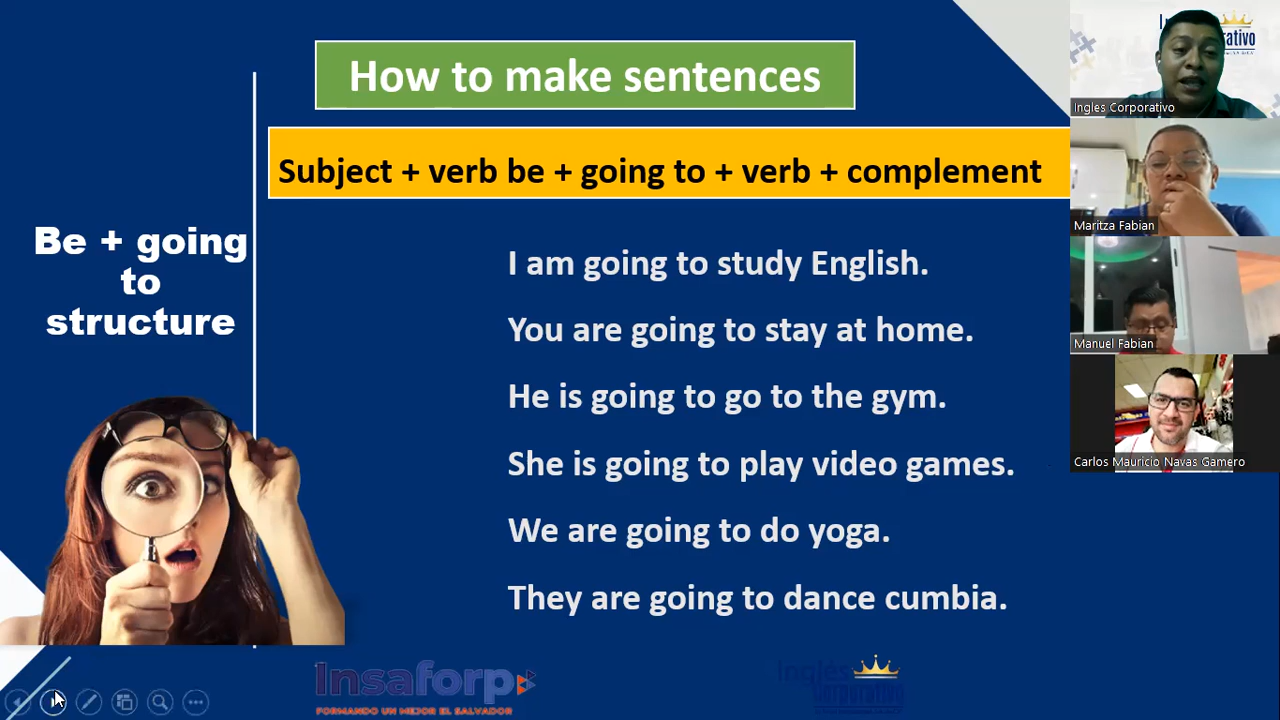 How to make sentences
Subject + verb be + going to + verb + complement
Be + going
to
structure
I am going to study English.
You are going to stay at home.
He is going to go to the gym.
She is going to play video games.
We are going to do yoga.
They are going to dance cumbia.
Insaforp
FORMANDO UN MEJOR EL SALVADOR
Inglés
Corporativo
Ingles Corporativo
Maritza Fabian
Manuel Fabian
Carlos Mauricio Navas Gamero